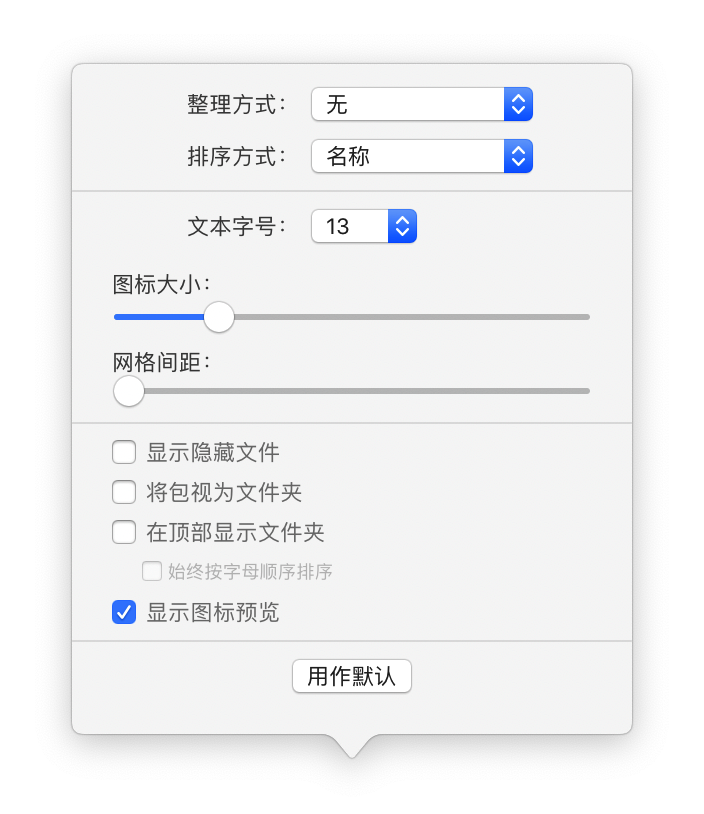 整理方式： 无
排序方式： 名称
文本字号： 13
图标大小：
网格间距：
显示隐藏文件
将包视为文件夹
在顶部显示文件夹
始终按字母顺序排序
显示图标预览
用作默认